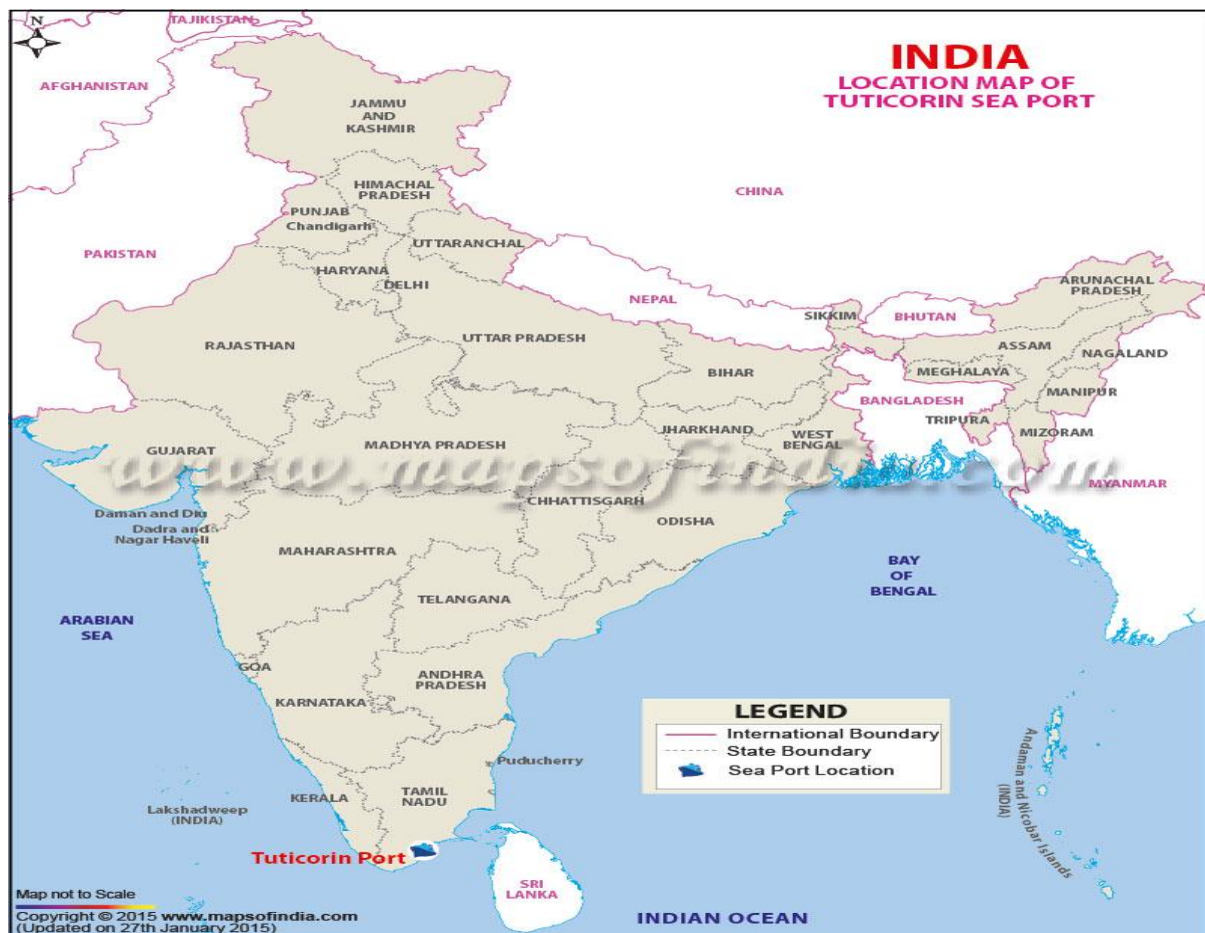 N
TAJIKISTAN
INDIA
LOCATION MAP OF
TUTICORIN SEA PORT
AFGHANISTAN
JAMMU
AND
KASHMIR
CHINA
HIMACHAL
PRADESH
PUNJAB
Chandigarh
UTTARANCHAL
PAKISTAN
HARYANA
DELHI
ARUNACHAL
PRADESH
NEPAL
SIKKIM
BHUTAN
RAJASTHAN
UTTAR PRADESH
ASSAM
NAGALAND
BIHAR
MEGHALAYA
MANIPUR
BANGLADESH
TRIPURA
JHARKHAND
WEST
BENGAL
MIZORAM
GUJARAT
MADHYA PRADESH
www.mapsofindia.com
MYANMAR
CHHATTISGARH
Daman and Diu
Dadra and
Nagar Haveli
ODISHA
MAHARASHTRA
BAY
OF
BENGAL
TELANGANA
ARABIAN
SEA
GOA
ANDHRA
PRADESH
KARNATAKA
LEGEND
International Boundary
State Boundary
Sea Port Location
Puducherry
Andaman and Nicobar Islands
(INDIA)
KERALA
TAMIL
NADU
Lakshadweep
(INDIA)
Tuticorin Port
SRI
LANKA
Map not to Scale
Copyright © 2015 www.mapsofindia.com
(Updated on 27th January 2015)
INDIAN OCEAN